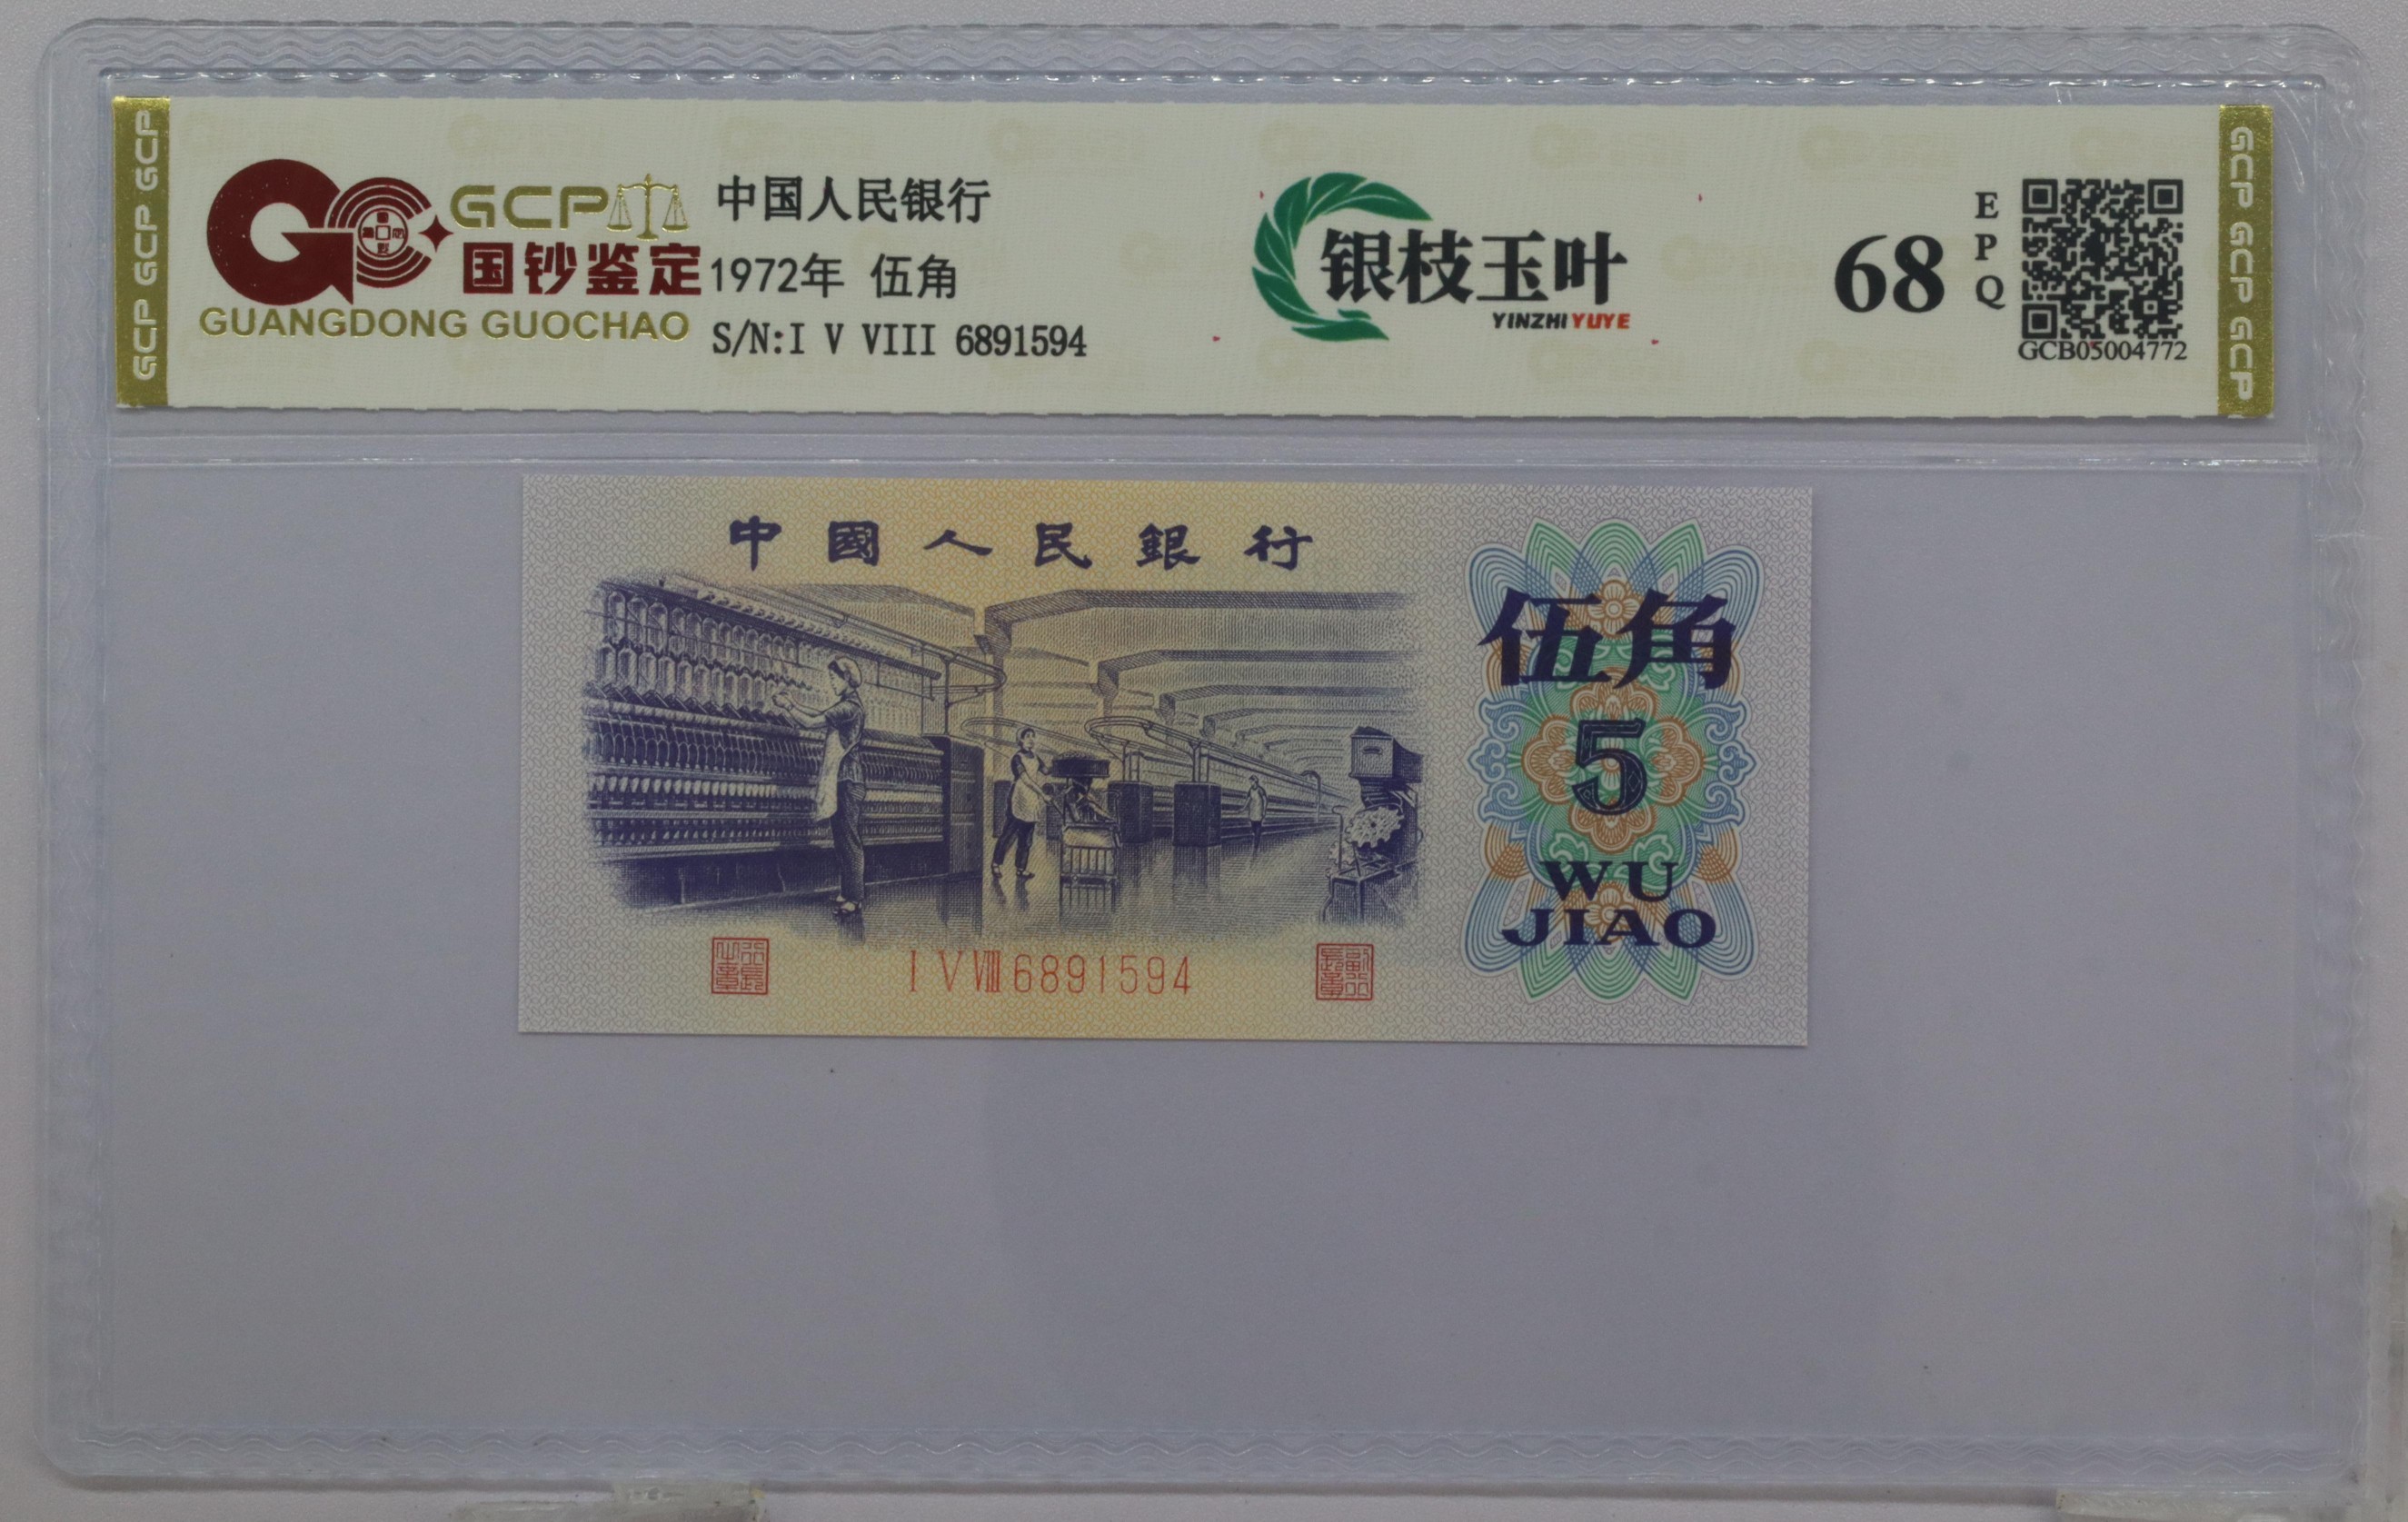 GCP GCP GCP
GCP
国钞鉴定
GUANGDONG GUOCHAO
中国人民银行
1972年 伍角
S/N:I V VIII 6891594
银枝玉叶
YINZHIYUYE
68
EPQ
GCB05004772
GCP GCP GCP
中國人民銀行
伍角
5
WU
JIAO
I V VIII 6891594